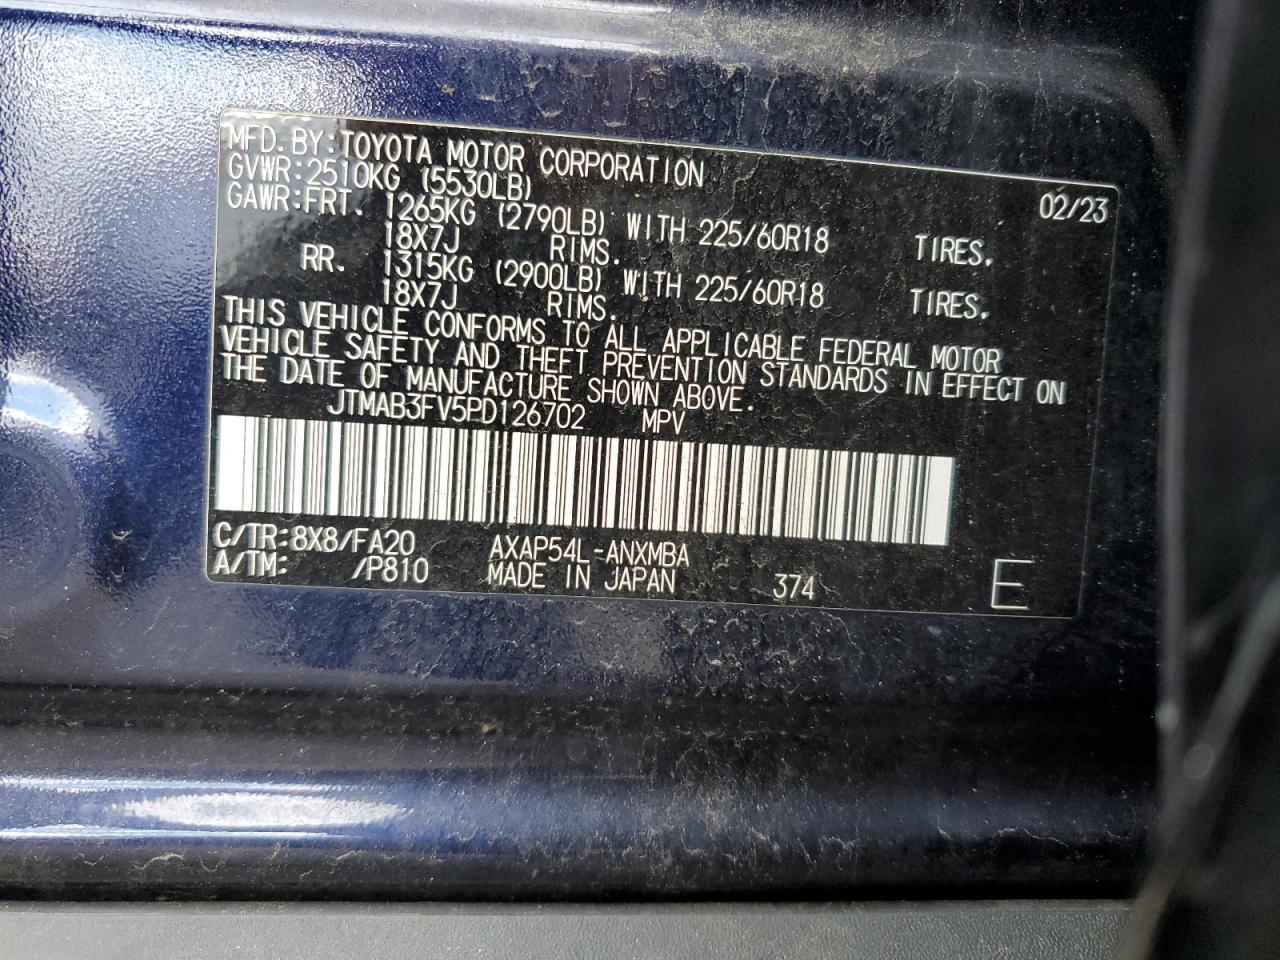 MFD. BY: TOYOTA MOTOR CORPORATION 02/23
GVWR: 2510KG (5530LB)
GAWR: FRT. 1265KG (2790LB) WITH 225/60R18 TIRES.
18X7J RIMS.
RR. 1315KG (2900LB) WITH 225/60R18 TIRES.
18X7J RIMS.
THIS VEHICLE CONFORMS TO ALL APPLICABLE FEDERAL MOTOR
VEHICLE SAFETY AND THEFT PREVENTION STANDARDS IN EFFECT ON
THE DATE OF MANUFACTURE SHOWN ABOVE.
JTMAB3FV5PD126702 MPV
C/TR: 8X8/FA20 AXAP54L-ANXMBA
A/TM: /P810 MADE IN JAPAN 374 E